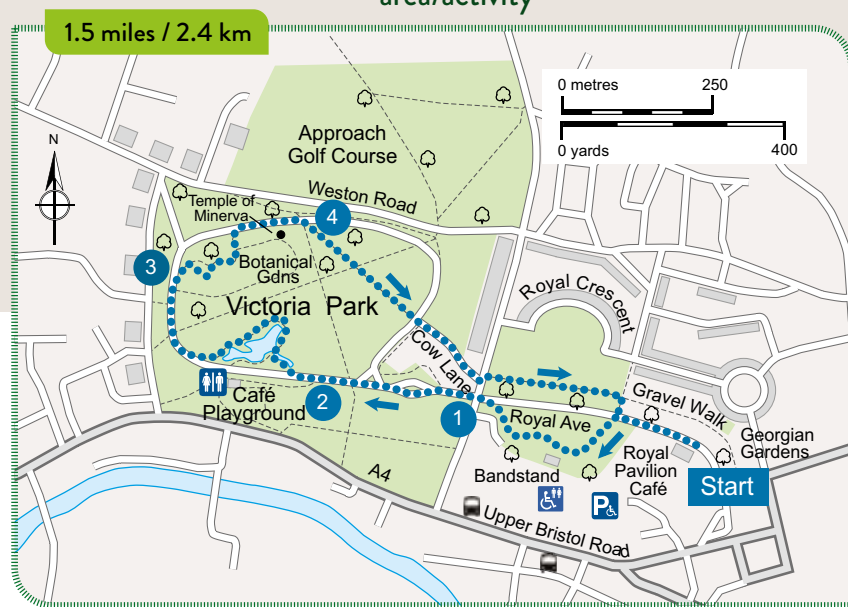 area/activity
1.5 miles / 2.4 km
0 metres 250
0 yards 400
N
Approach
Golf Course
Weston Road
Temple of
Minerva
4
3
Botanical
Gdns
Victoria Park
Royal Crescent
Cow Lane
Café
Playground
2
1
Royal Ave
Gravel Walk
Georgian
Gardens
Royal
Pavilion
Café
Bandstand
Start
P
A4
Upper Bristol Road